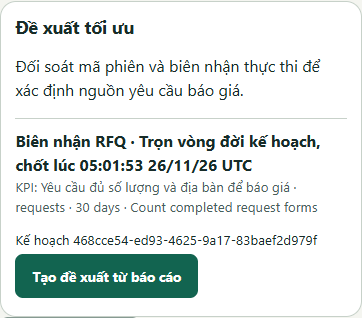 Đề xuất tối ưu
Đối soát mã phiên và biên nhận thực thi để
xác định nguồn yêu cầu báo giá.
Biên nhận RFQ · Trọn vòng đời kế hoạch,
chốt lúc 05:01:53 26/11/26 UTC
KPI: Yêu cầu đủ số lượng và địa bàn để báo giá ·
requests · 30 days · Count completed request forms
Kế hoạch 468cce54-ed93-4625-9a17-83baef2d979f
Tạo đề xuất từ báo cáo